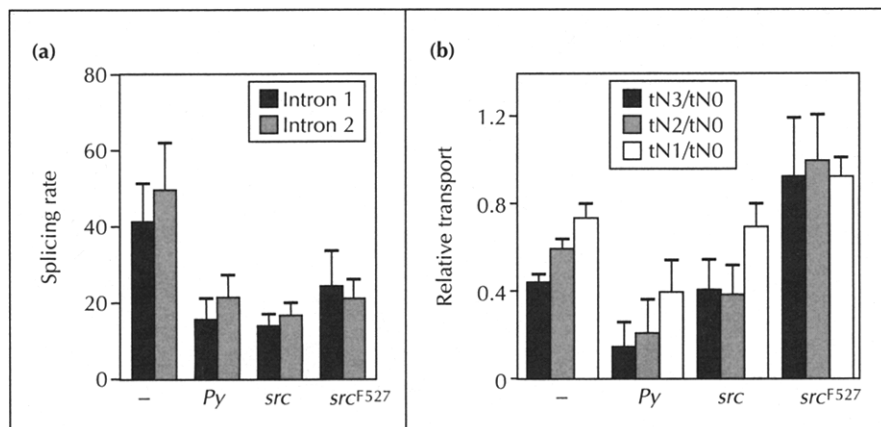 (a)
80
60
40
20
0
Splicing rate
Intron 1
Intron 2
– Py src srcF527
(b)
1.2
0.8
0.4
0
Relative transport
tN3/tN0
tN2/tN0
tN1/tN0
– Py src srcF527